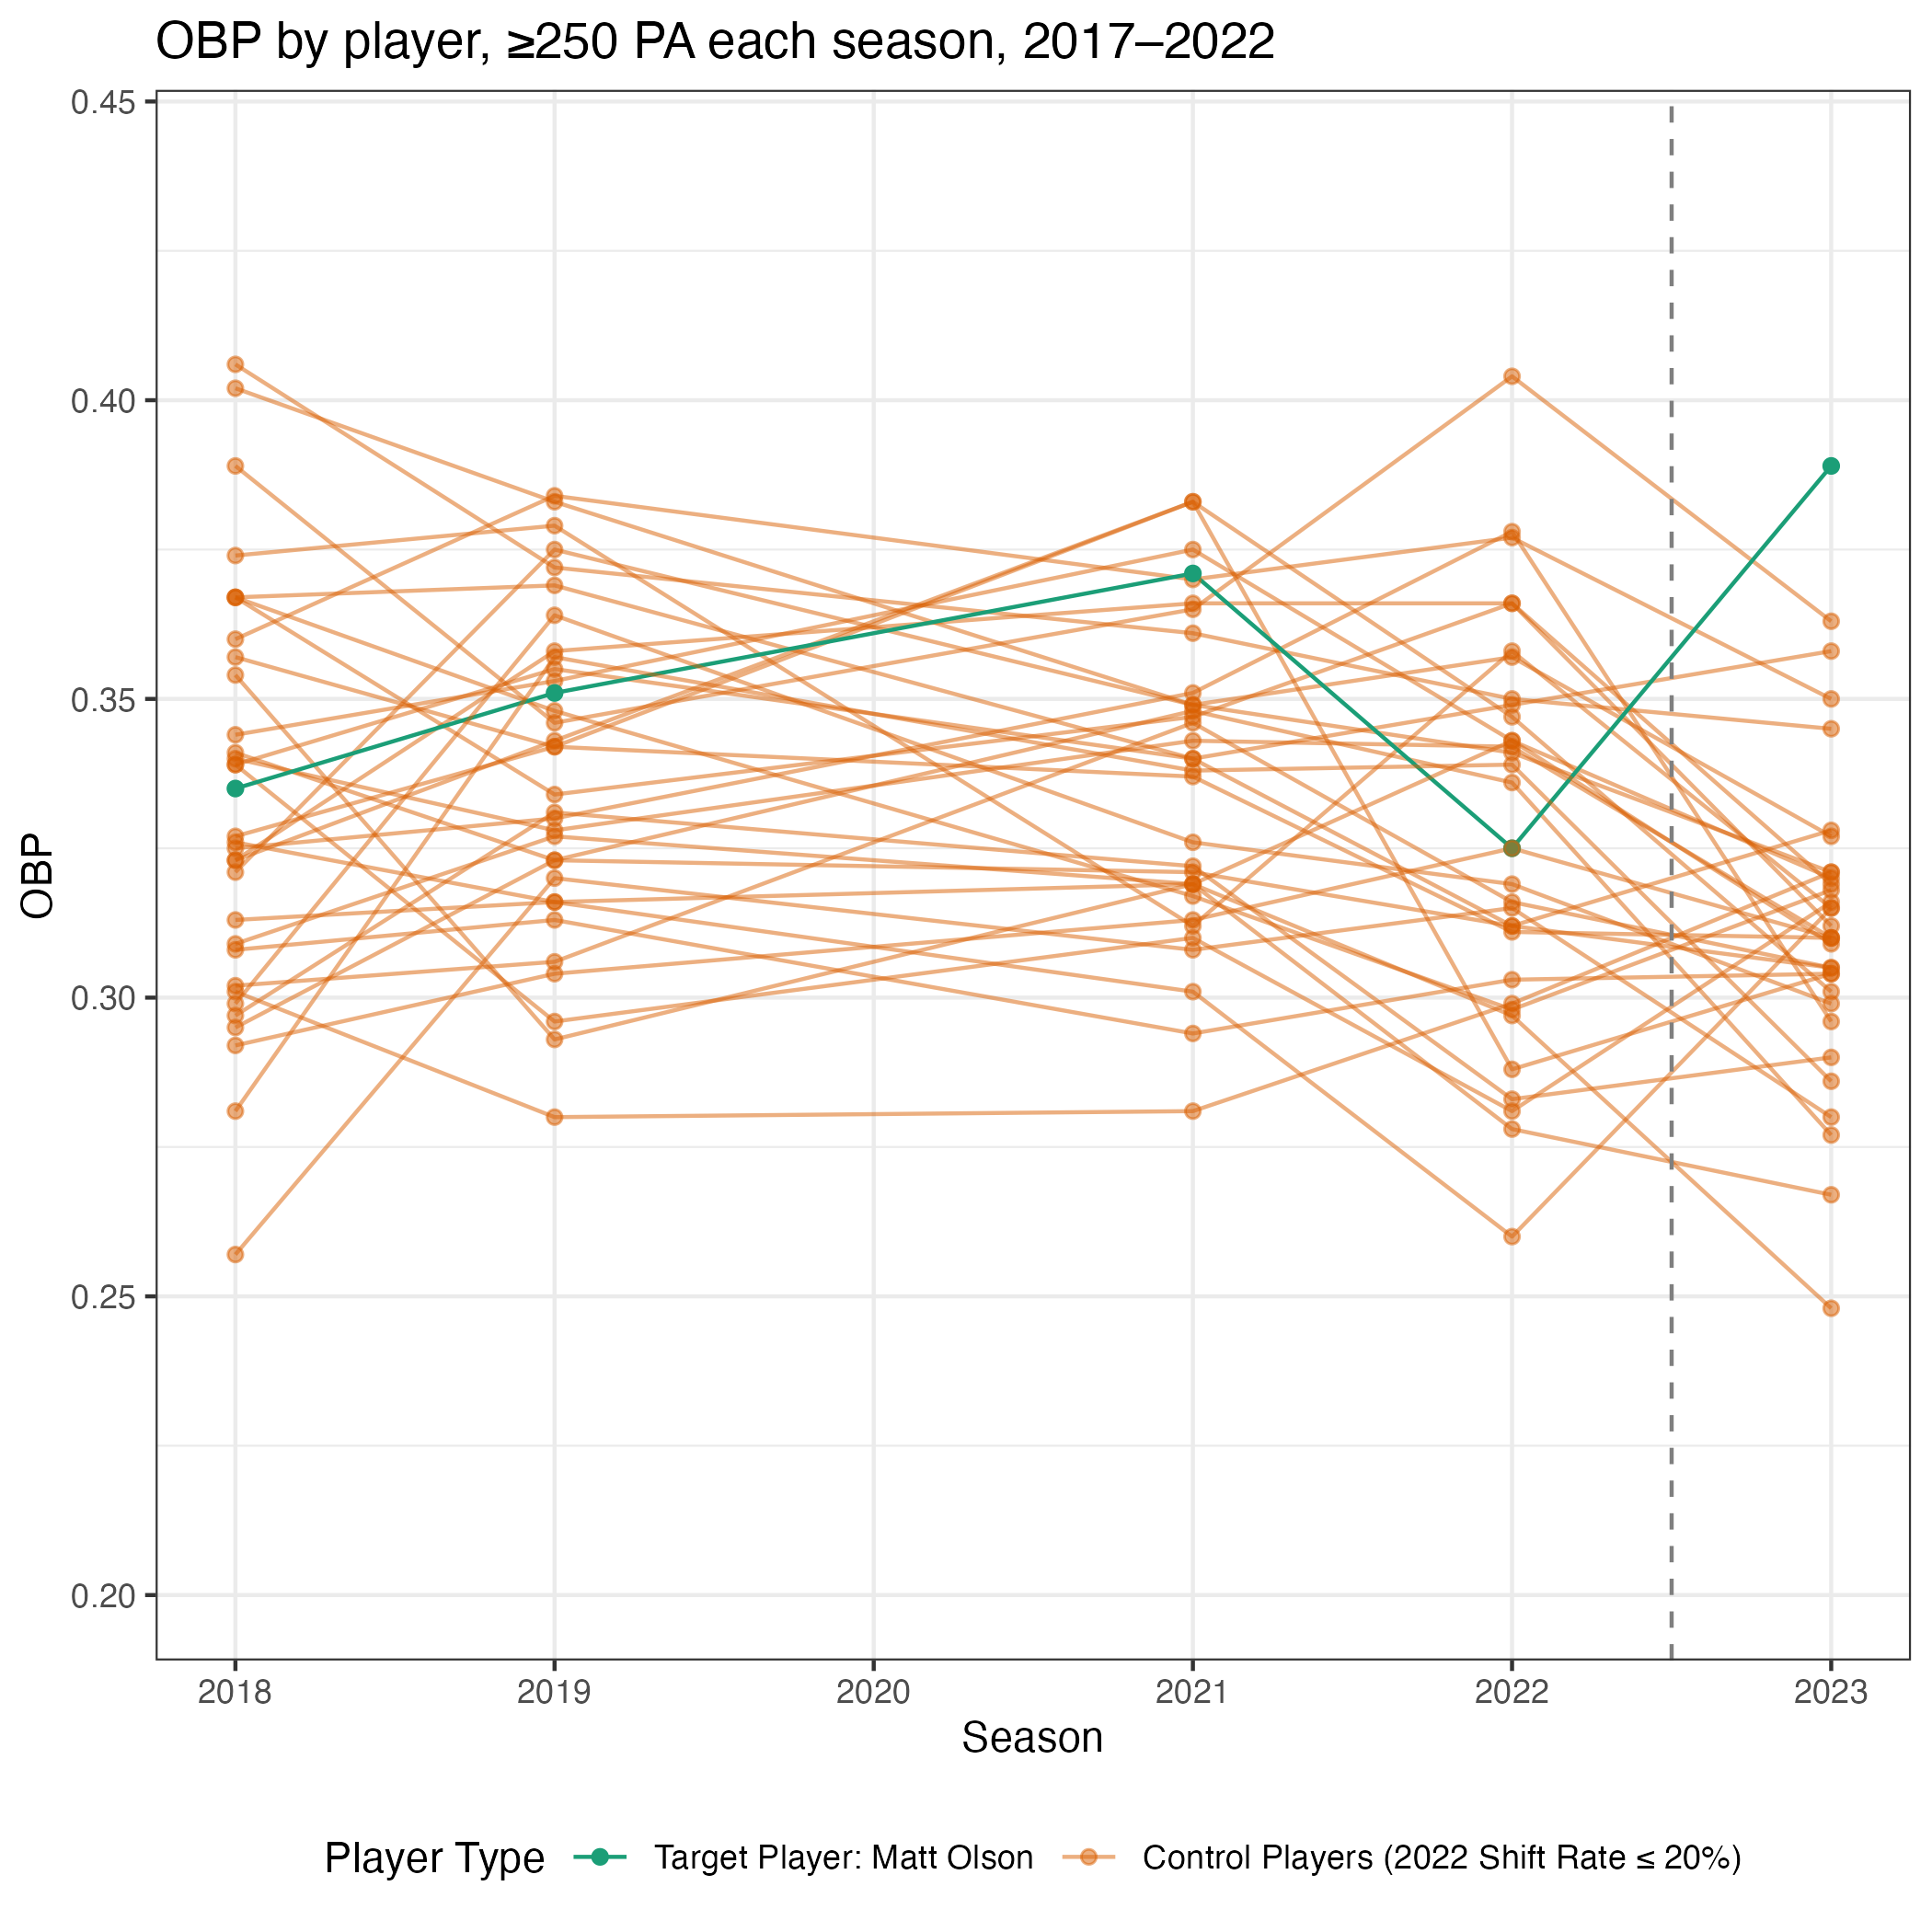 OBP by player, ≥250 PA each season, 2017–2022
0.45
0.40
0.35
0.30
0.25
0.20
OBP
2018 2019 2020 2021 2022 2023
Season
Player Type Target Player: Matt Olson Control Players (2022 Shift Rate ≤ 20%)